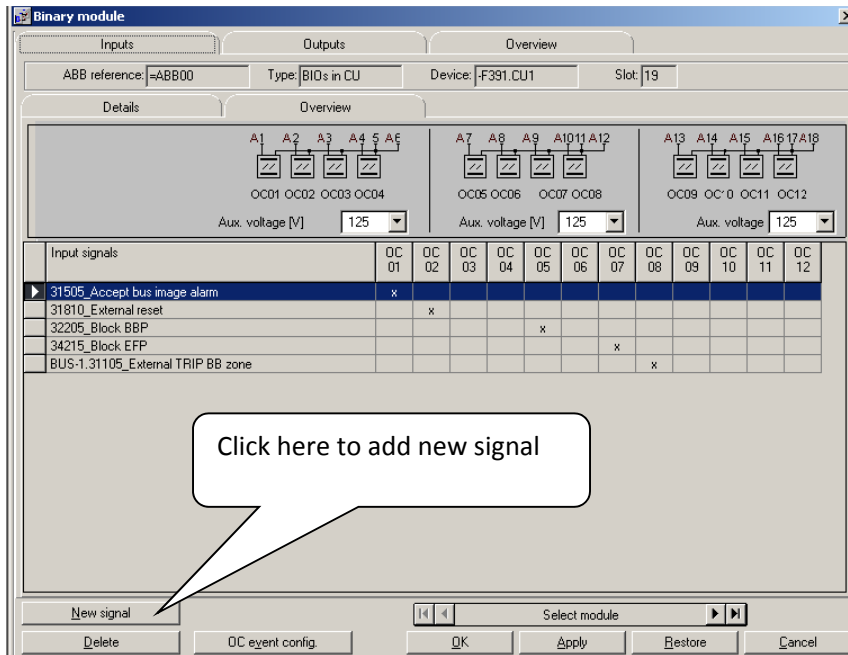 Binary module
Inputs Outputs Overview
ABB reference: =ABB00 Type: BIOs in CU Device: -F391.CU1 Slot: 19
Details Overview
A1 A2 A3 A4 5 A6 A7 A8 A9 A10 11 A12 A13 A14 A15 A16 17 A18
OC01 OC02 OC03 OC04 OC05 OC06 OC07 OC08 OC09 OC10 OC11 OC12
Aux. voltage [V] 125 Aux. voltage [V] 125 Aux. voltage 125
Input signals OC 01 OC 02 OC 03 OC 04 OC 05 OC 06 OC 07 OC 08 OC 09 OC 10 OC 11 OC 12
31505_Accept bus image alarm x
31810_External reset x
32205_Block BBP x
34215_Block EFP x
BUS-1.31105_External TRIP BB zone x
Click here to add new signal
New signal Select module
Delete OC event config. OK Apply Restore Cancel